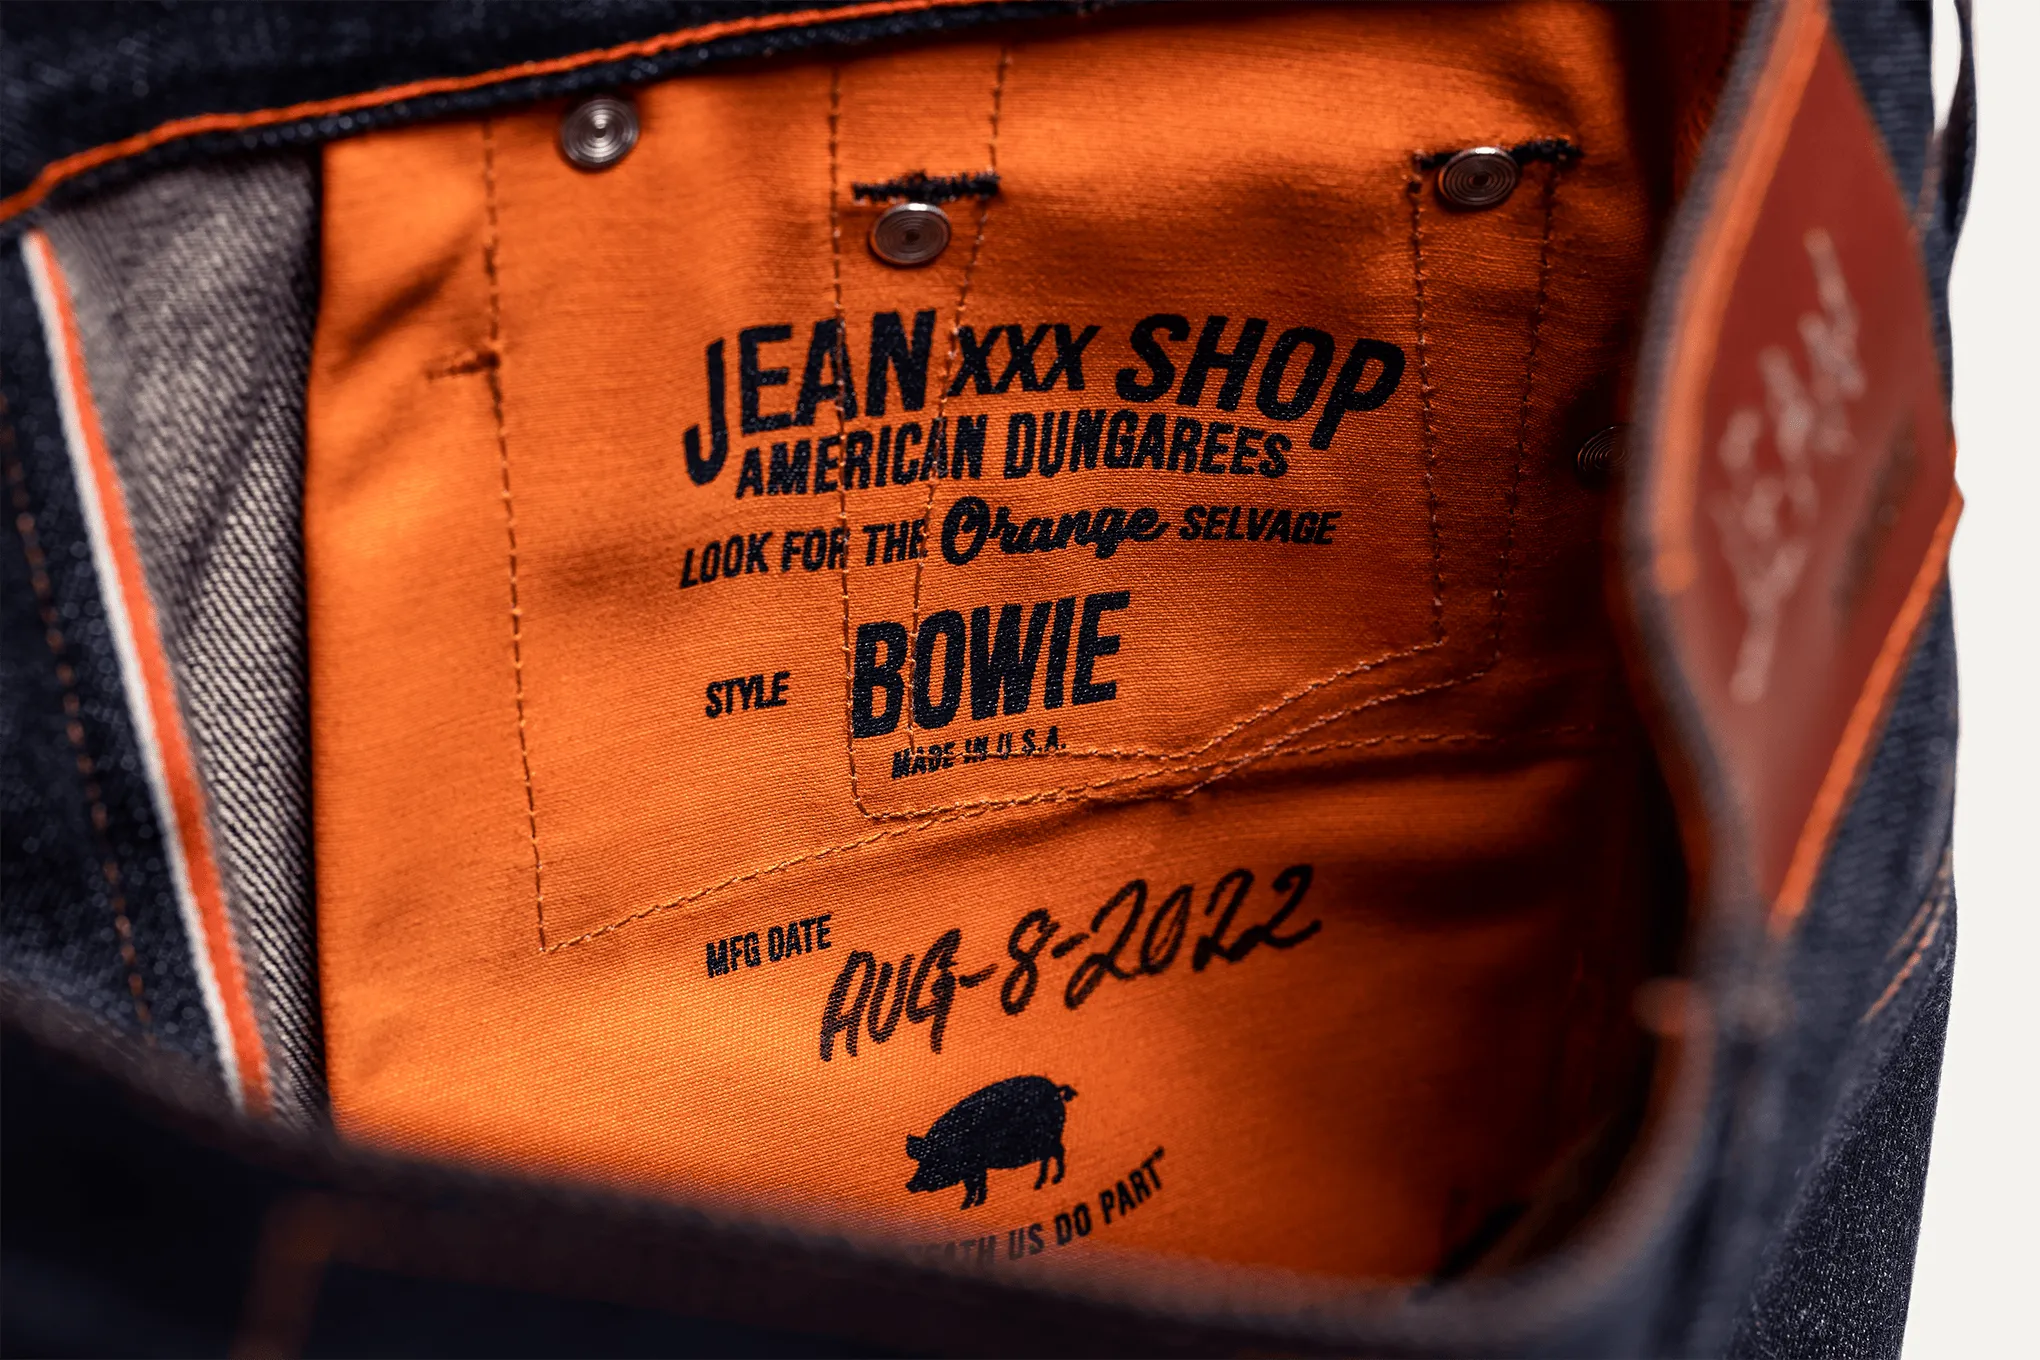 JEAN XXX SHOP
AMERICAN DUNGAREES
LOOK FOR THE Orange SELVAGE
STYLE BOWIE
MADE IN U.S.A.
MFG DATE AUG-8-2022
US DO PART"